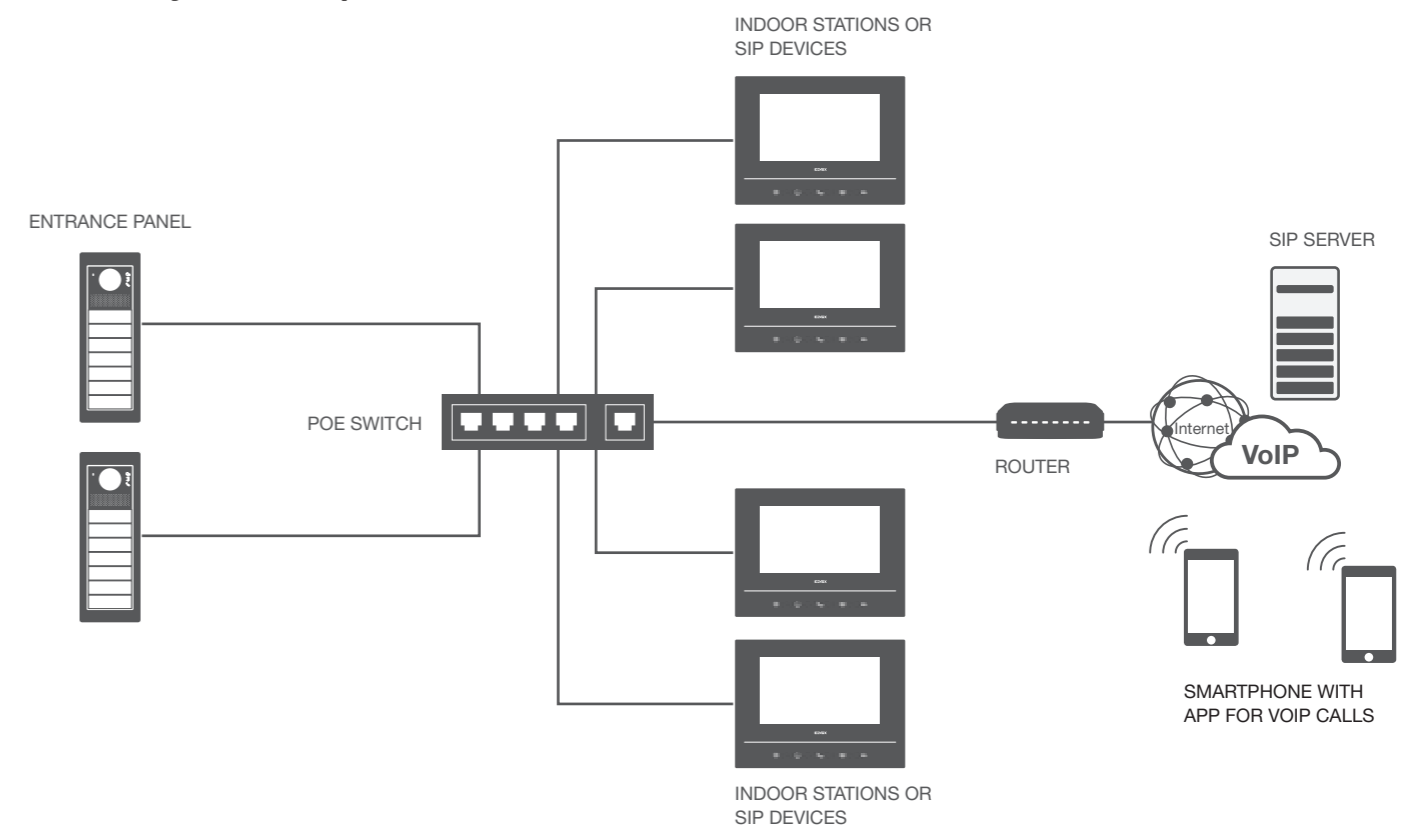 INDOOR STATIONS OR
SIP DEVICES
ENTRANCE PANEL
SIP SERVER
POE SWITCH
Internet
VoIP
ROUTER
SMARTPHONE WITH
APP FOR VOIP CALLS
INDOOR STATIONS OR
SIP DEVICES